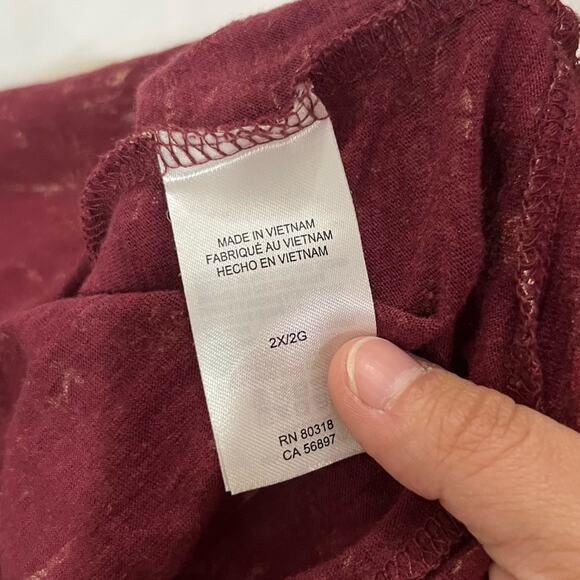 MADE IN VIETNAM
FABRIQUÉ AU VIETNAM
HECHO EN VIETNAM
2X/2G
RN 80318
CA 56897